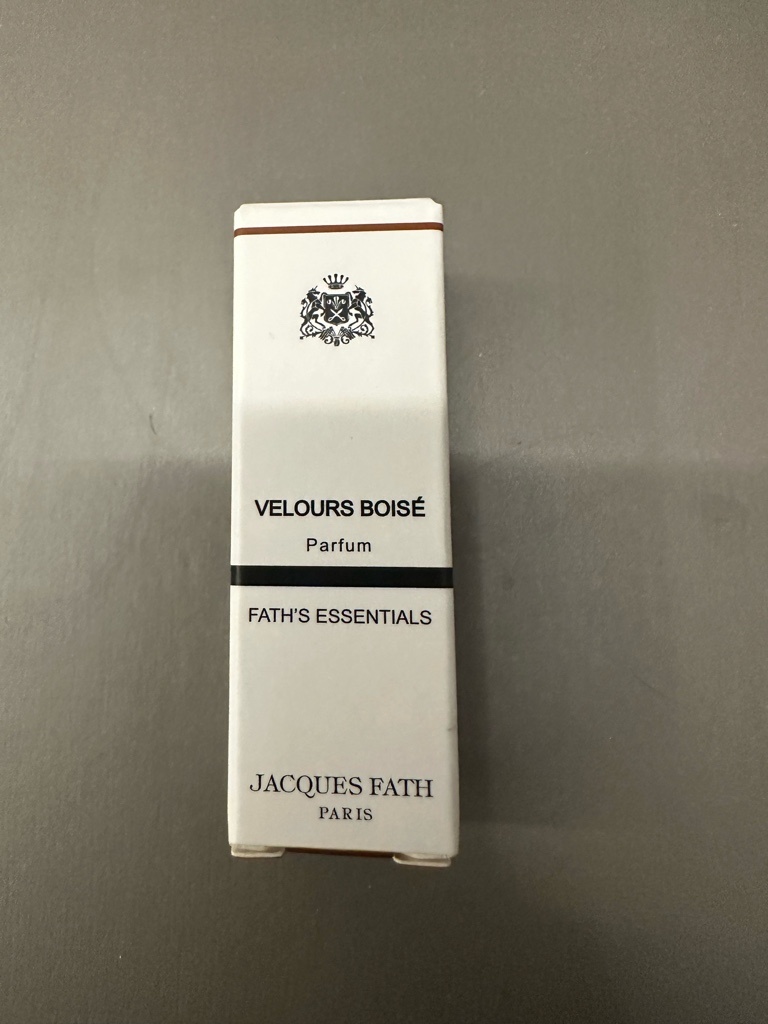 VELOURS BOISÉ
Parfum
FATH'S ESSENTIALS
JACQUES FATH
PARIS